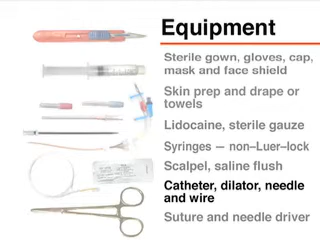 Equipment
Sterile gown, gloves, cap,
mask and face shield
Skin prep and drape or
towels
Lidocaine, sterile gauze
Syringes — non–Luer–lock
Scalpel, saline flush
Catheter, dilator, needle
and wire
Suture and needle driver